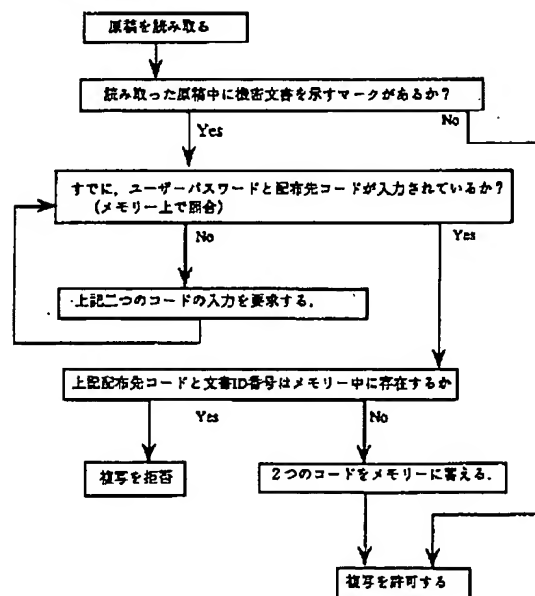 原稿を読み取る
読み取った原稿中に機密文書を示すマークがあるか?
Yes
No
すでに,ユーザーパスワードと配布先コードが入力されているか?
(メモリー上で照合)
No
Yes
上記二つのコードの入力を要求する.
上記配布先コードと文書ID番号はメモリー中に存在するか
Yes
No
複写を拒否
2つのコードをメモリーに蓄える.
複写を許可する